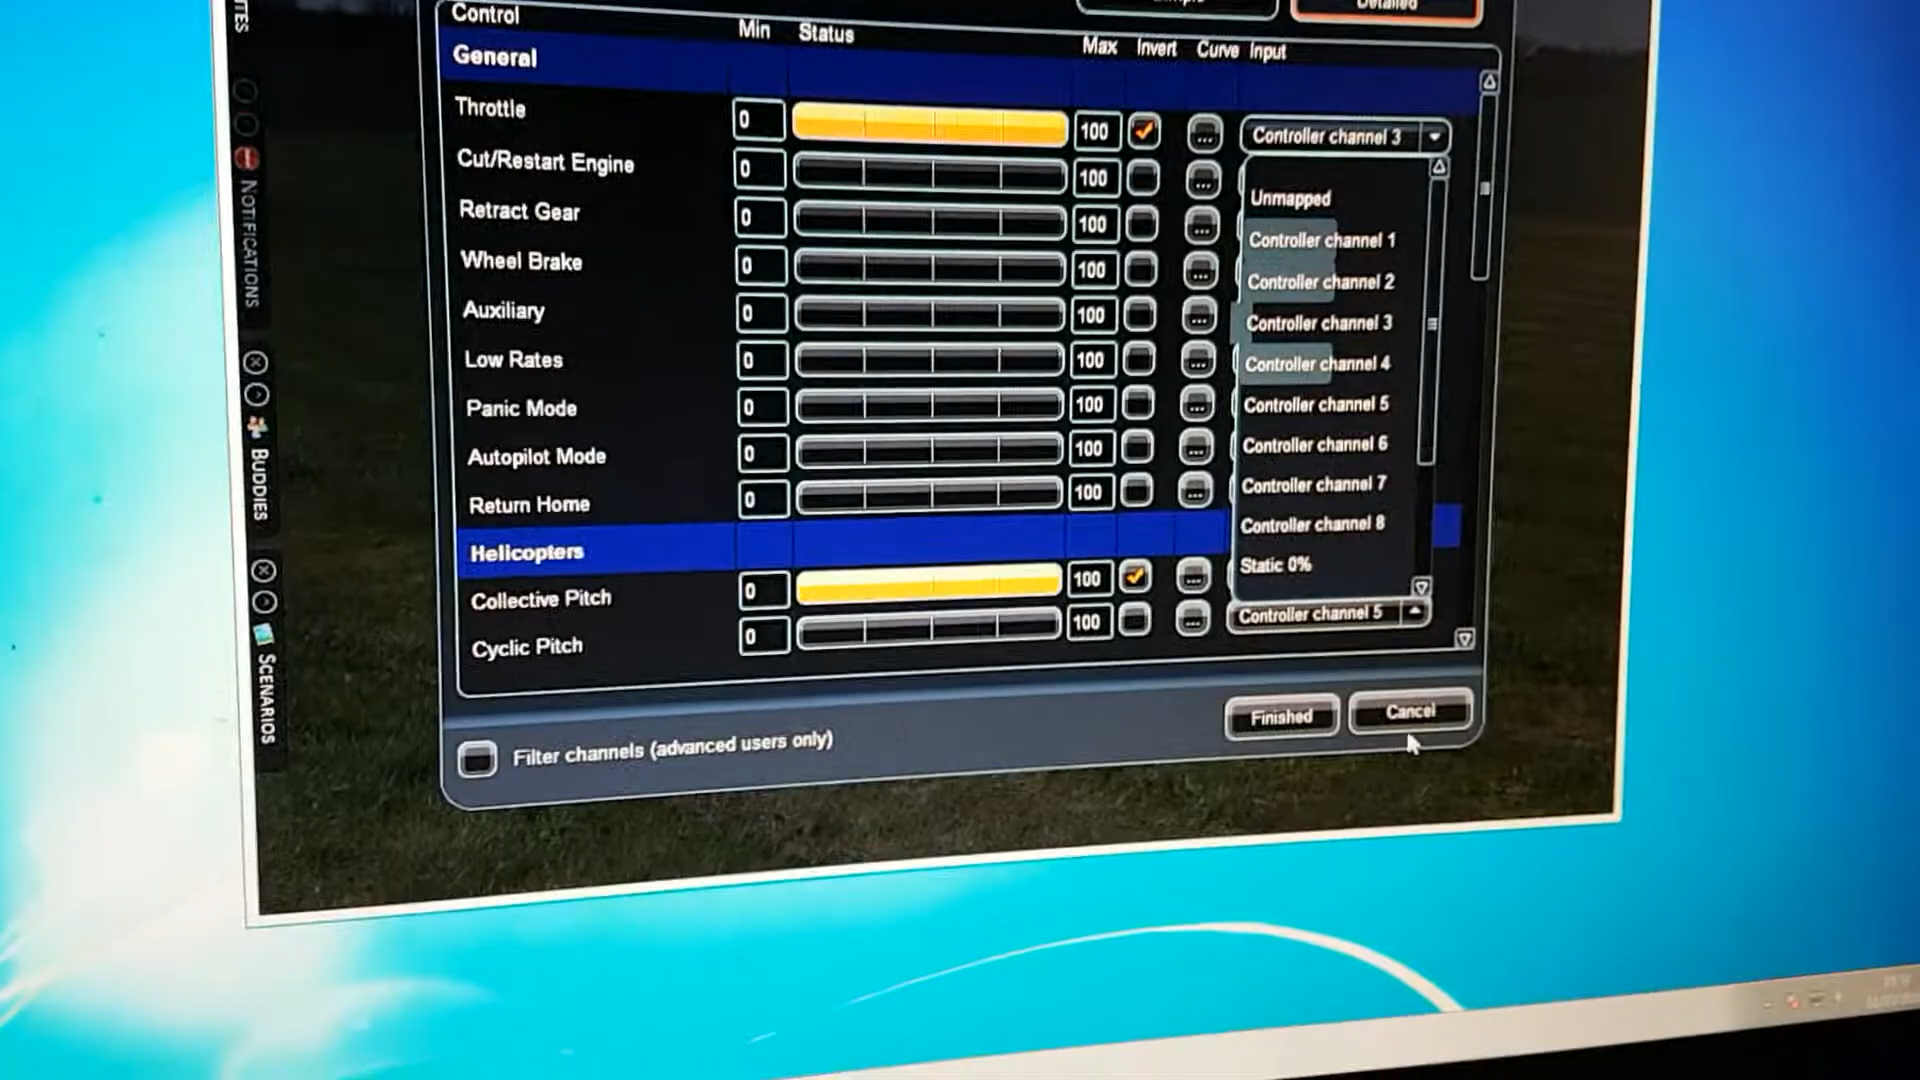 Detailed
Control Min Status Max Invert Curve Input
General
Throttle 0 100 ... Controller channel 3
Cut/Restart Engine 0 100 ...
Retract Gear 0 100 ...
Wheel Brake 0 100 ...
Auxiliary 0 100 ...
Low Rates 0 100 ...
Panic Mode 0 100 ...
Autopilot Mode 0 100 ...
Return Home 0 100 ...
Helicopters
Collective Pitch 0 100 ...
Cyclic Pitch 0 100 ... Controller channel 5
Unmapped
Controller channel 1
Controller channel 2
Controller channel 3
Controller channel 4
Controller channel 5
Controller channel 6
Controller channel 7
Controller channel 8
Static 0%
Filter channels (advanced users only)
Finished Cancel
NOTIFICATIONS
BUDDIES
SCENARIOS